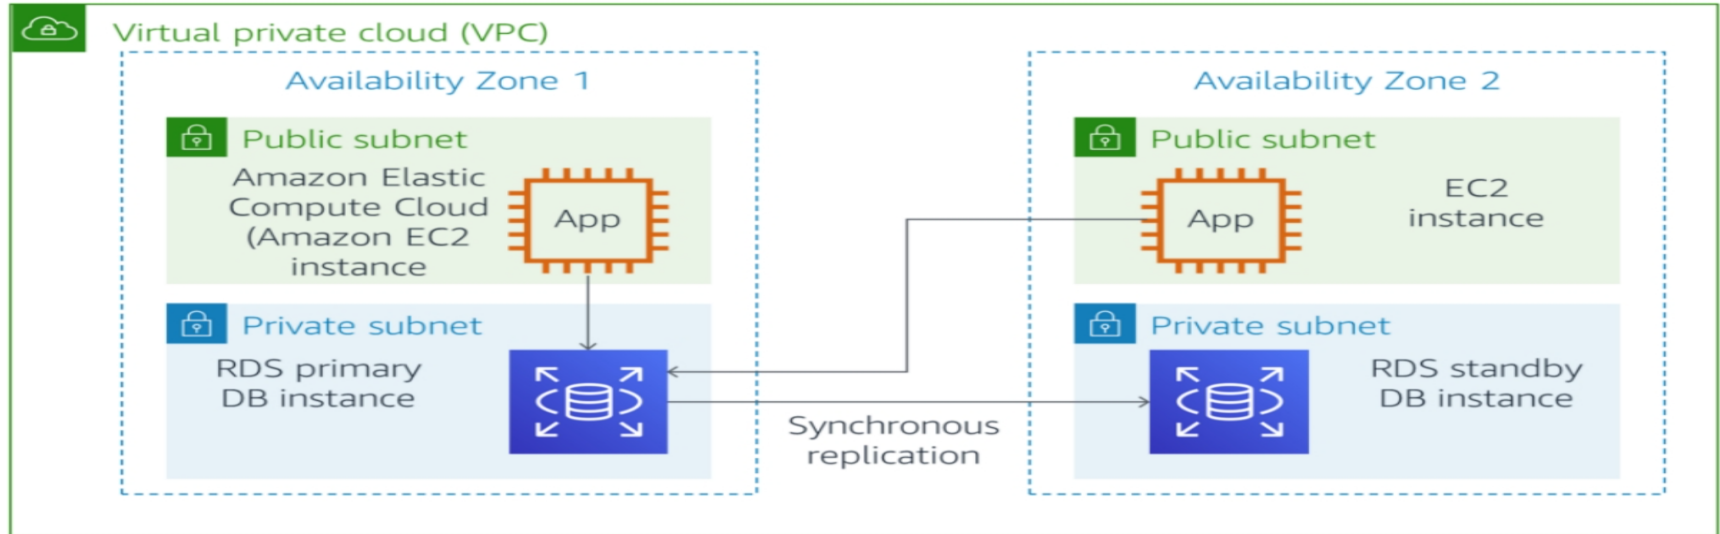 Virtual private cloud (VPC)
Availability Zone 1
Public subnet
Amazon Elastic
Compute Cloud
(Amazon EC2
instance
App
Private subnet
RDS primary
DB instance
Synchronous
replication
Availability Zone 2
Public subnet
App
EC2
instance
Private subnet
RDS standby
DB instance